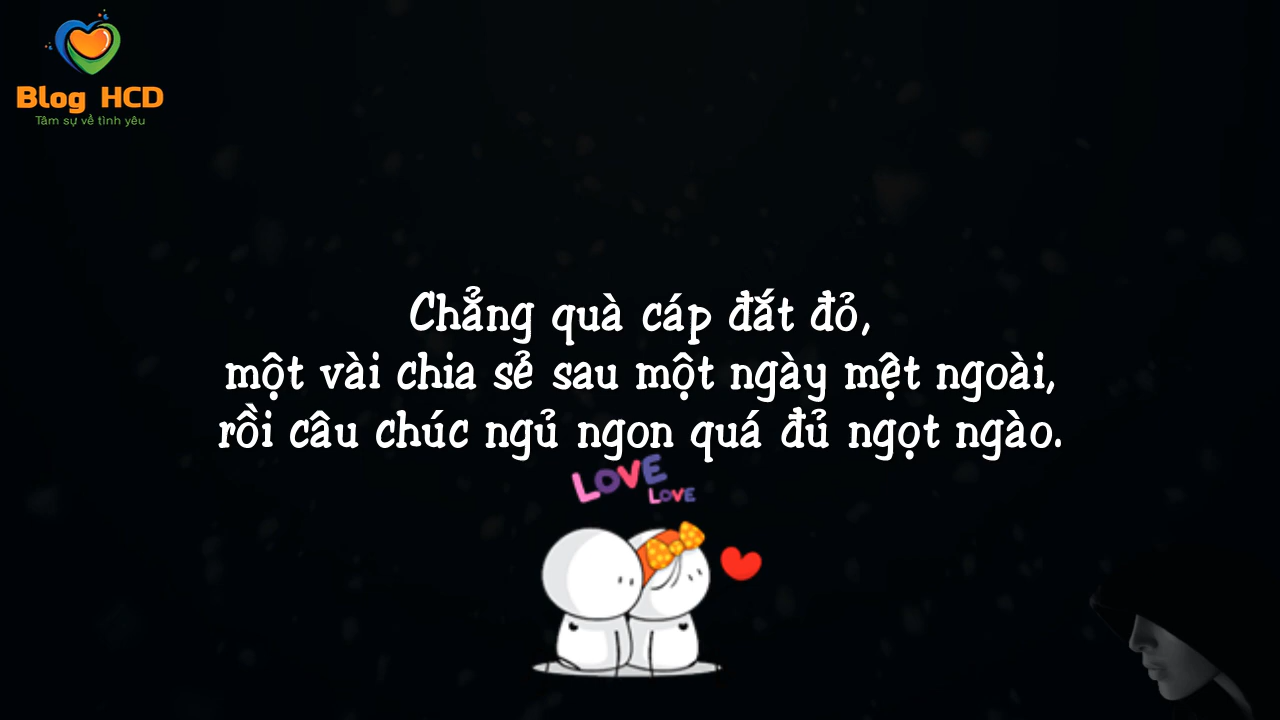 Blog HCD
Tâm sự về tình yêu
Chẳng quà cáp đắt đỏ,
một vài chia sẻ sau một ngày mệt ngoài,
rồi câu chúc ngủ ngon quá đủ ngọt ngào.
LOVE
LOVE